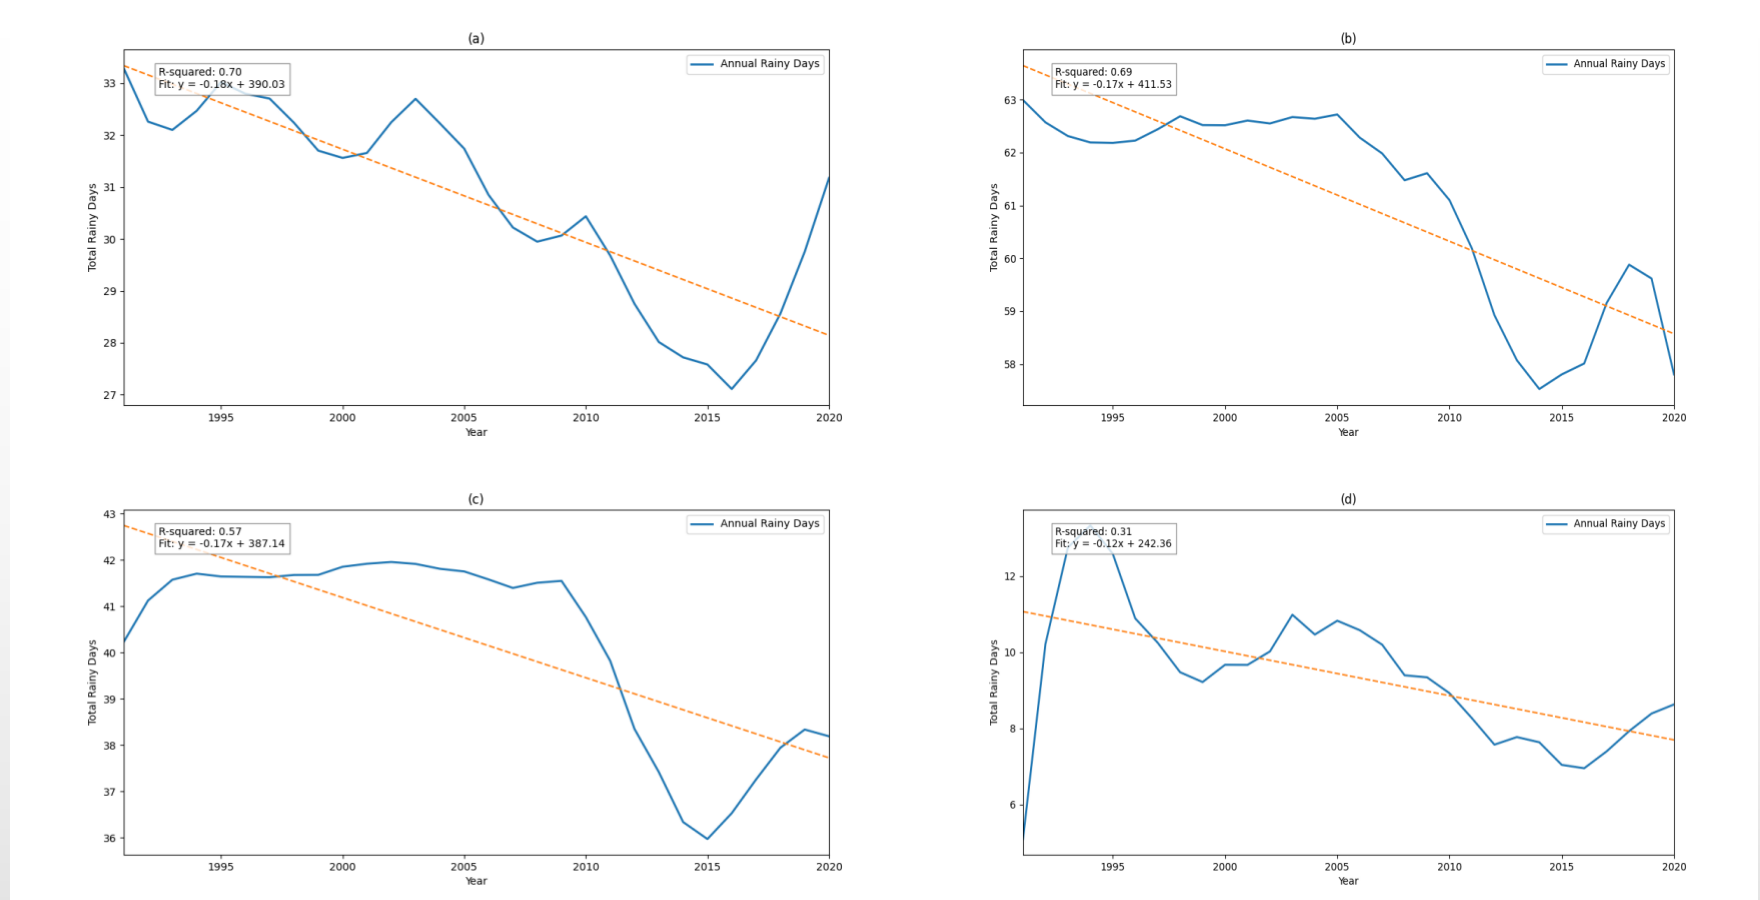 (a)
R-squared: 0.70
Fit: y = -0.18x + 390.03
Annual Rainy Days
33
32
31
30
29
28
27
Total Rainy Days
1995 2000 2005 2010 2015 2020
Year
(b)
R-squared: 0.69
Fit: y = -0.17x + 411.53
Annual Rainy Days
63
62
61
60
59
58
Total Rainy Days
1995 2000 2005 2010 2015 2020
Year
(c)
R-squared: 0.57
Fit: y = -0.17x + 387.14
Annual Rainy Days
43
42
41
40
39
38
37
36
Total Rainy Days
1995 2000 2005 2010 2015 2020
Year
(d)
R-squared: 0.31
Fit: y = -0.12x + 242.36
Annual Rainy Days
12
10
8
6
Total Rainy Days
1995 2000 2005 2010 2015 2020
Year